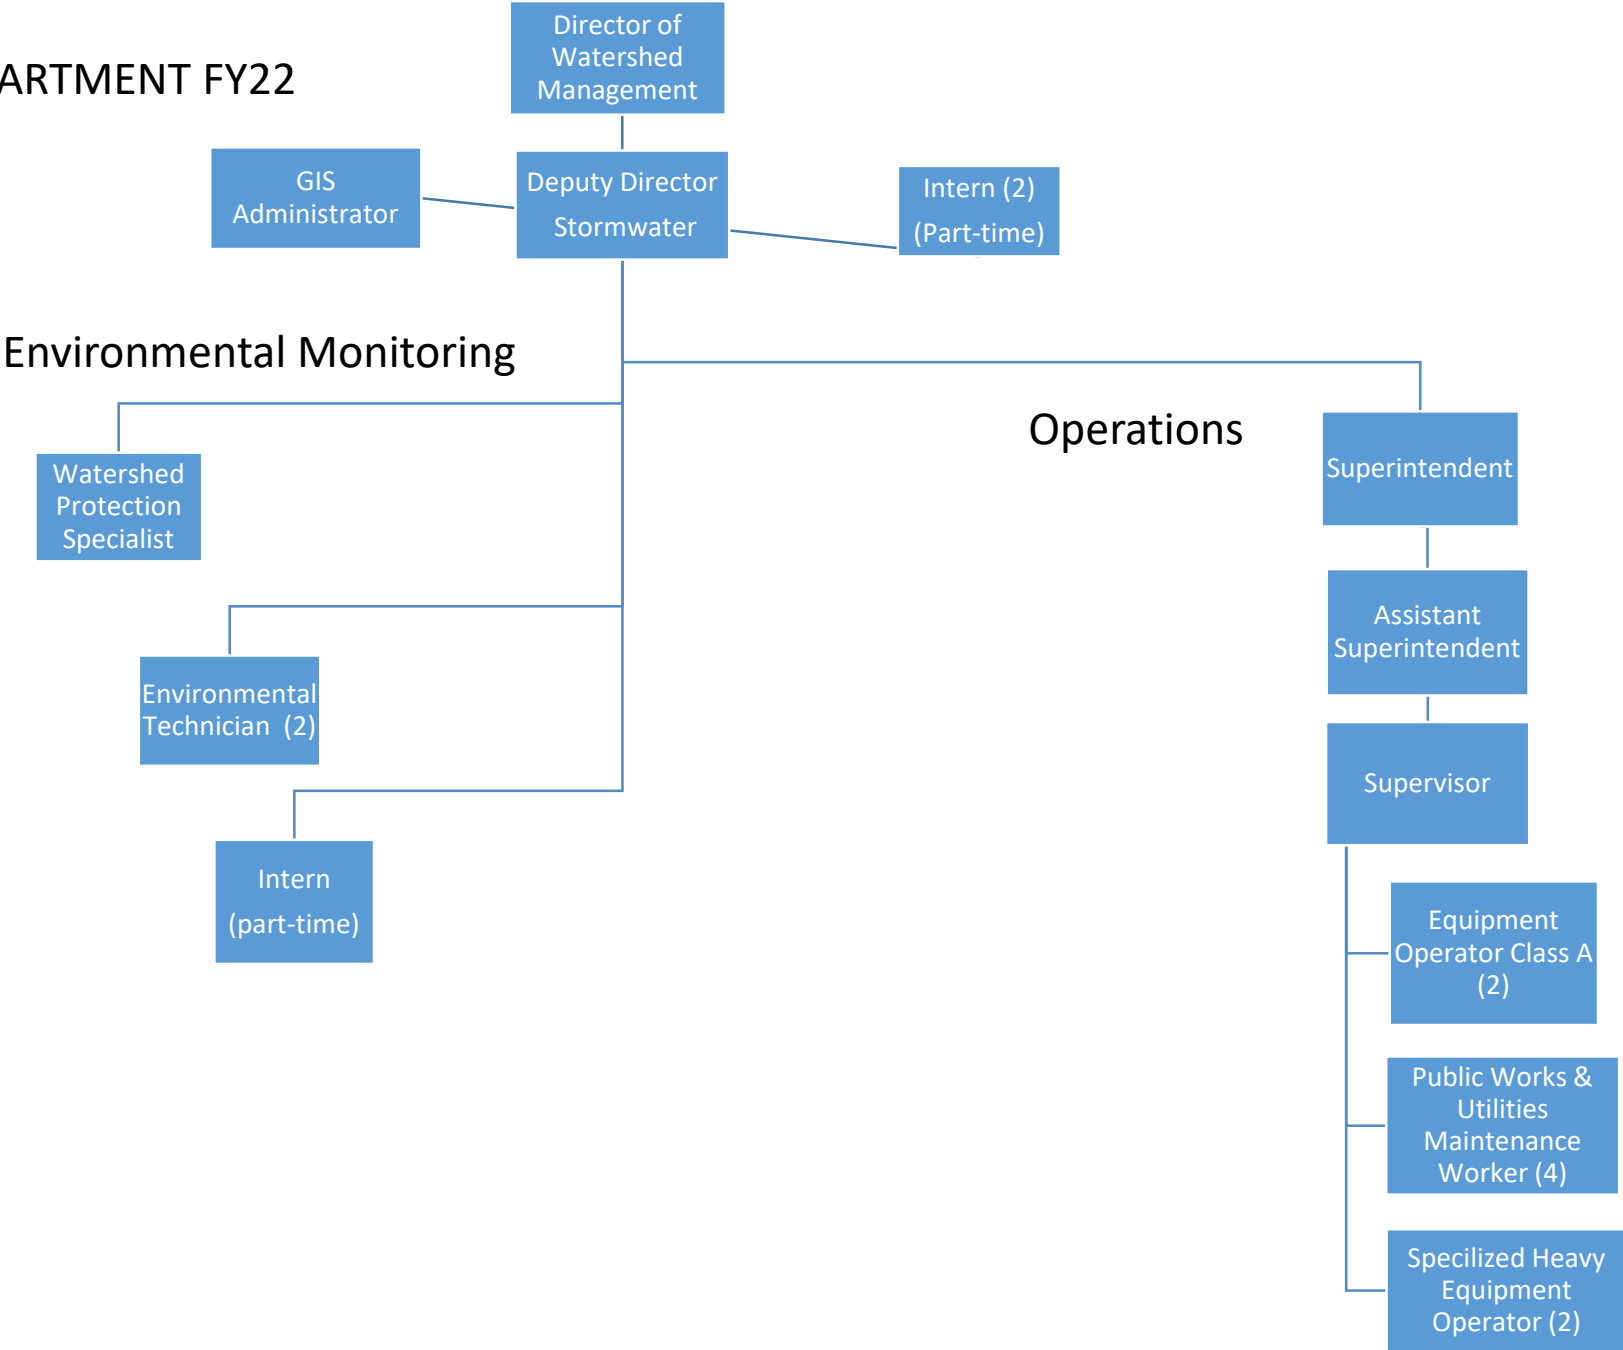 Director of
Watershed
Management
ARTMENT FY22
GIS
Administrator
Deputy Director
Stormwater
Intern (2)
(Part-time)
Environmental Monitoring
Operations
Watershed
Protection
Specialist
Superintendent
Assistant
Superintendent
Environmental
Technician (2)
Supervisor
Intern
(part-time)
Equipment
Operator Class A
(2)
Public Works &
Utilities
Maintenance
Worker (4)
Specilized Heavy
Equipment
Operator (2)